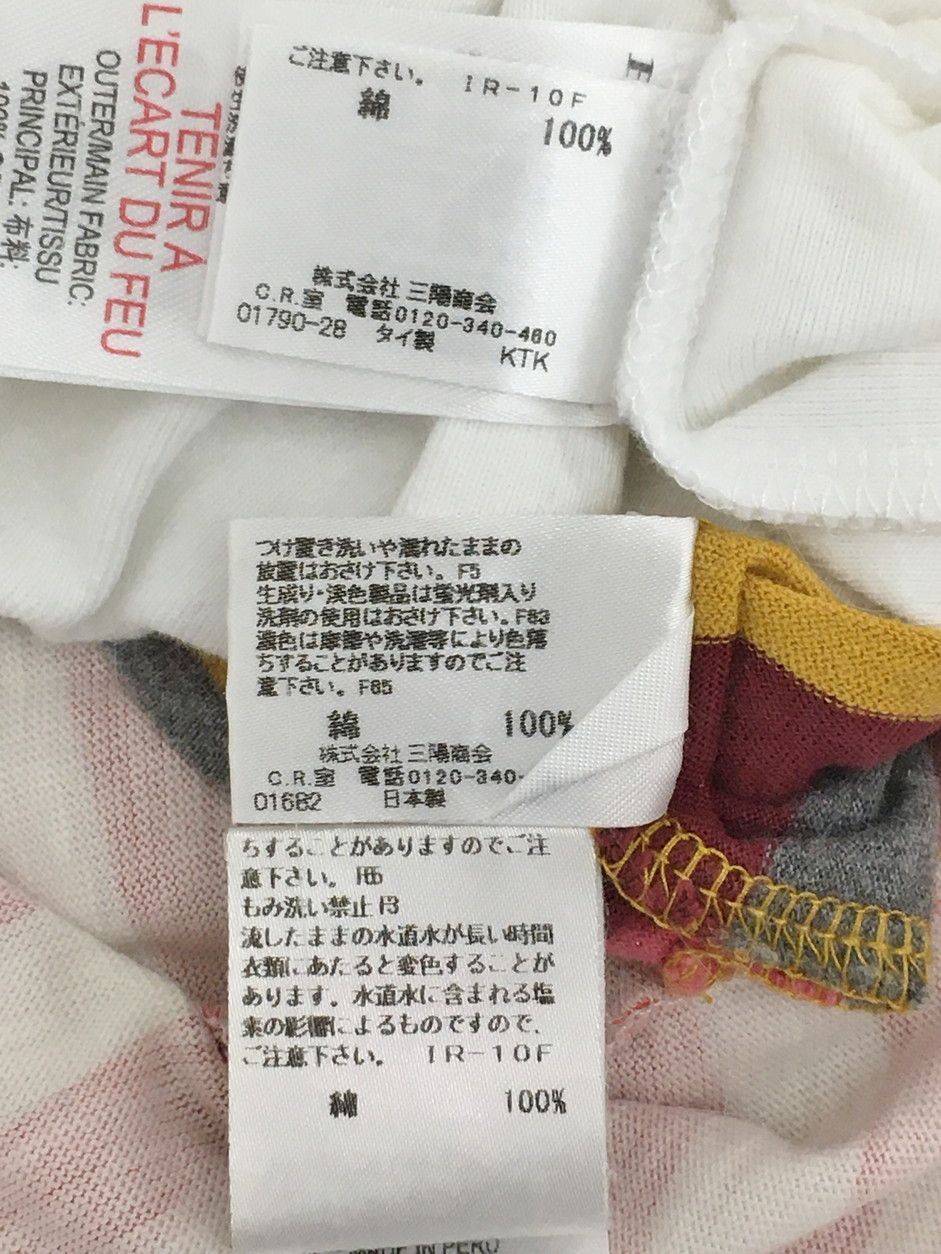 TENIR A
L'ECART DU FEU
OUTER/MAIN FABRIC:
EXTÉRIEUR/TISSU
PRINCIPAL: 布料:
ご注意下さい。 IR-10F
綿 100%
株式会社 三陽商会
C.R.室 電話0120-340-460
01790-28 タイ製 KTK
つけ置き洗いや濡れたままの
放置はおさけ下さい。F5
生成り・淡色製品は蛍光剤入り
洗剤の使用はおさけ下さい。F63
濃色は摩擦や洗濯等により色落
ちすることがありますのでご注
意下さい。F65
綿 100%
株式会社 三陽商会
C.R.室 電話0120-340-
01682 日本製
ちすることがありますのでご注
意下さい。
もみ洗い禁止
流したままの水道水が長い時間
衣類にあたると変色することが
あります。水道水に含まれる塩
素の影響によるものですので、
ご注意下さい。 IR-10F
綿 100%
MADE IN PERU